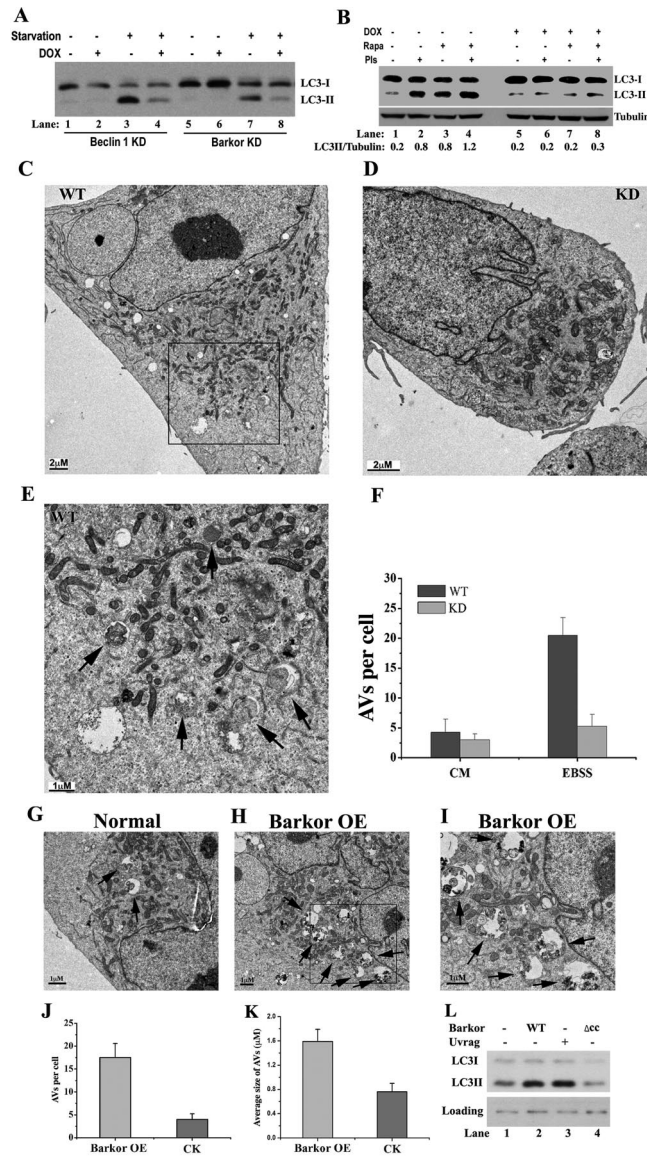 A
Starvation - - + + - - + +
DOX - + - + - + - +
LC3-I
LC3-II
Lane: 1 2 3 4 5 6 7 8
Beclin 1 KD Barkor KD
B
DOX - - - - + + + +
Rapa - - + + - - + +
PIs - + - + - + - +
LC3-I
LC3-II
Tubulin
Lane: 1 2 3 4 5 6 7 8
LC3II/Tubulin: 0.2 0.8 0.8 1.2 0.2 0.2 0.2 0.3
C
WT
2μM
D
KD
2μM
E
WT
1μM
F
AVs per cell
30
25
20
15
10
5
0
WT
KD
CM EBSS
G Normal
1μM
H Barkor OE
1μM
I Barkor OE
1μM
J
AVs per cell
25
20
15
10
5
0
Barkor OE CK
K
Average size of AVs (μM)
2.0
1.6
1.2
0.8
0.4
0.0
Barkor OE CK
L
Barkor - WT - Δcc
Uvrag - - + -
LC3I
LC3II
Loading
Lane 1 2 3 4